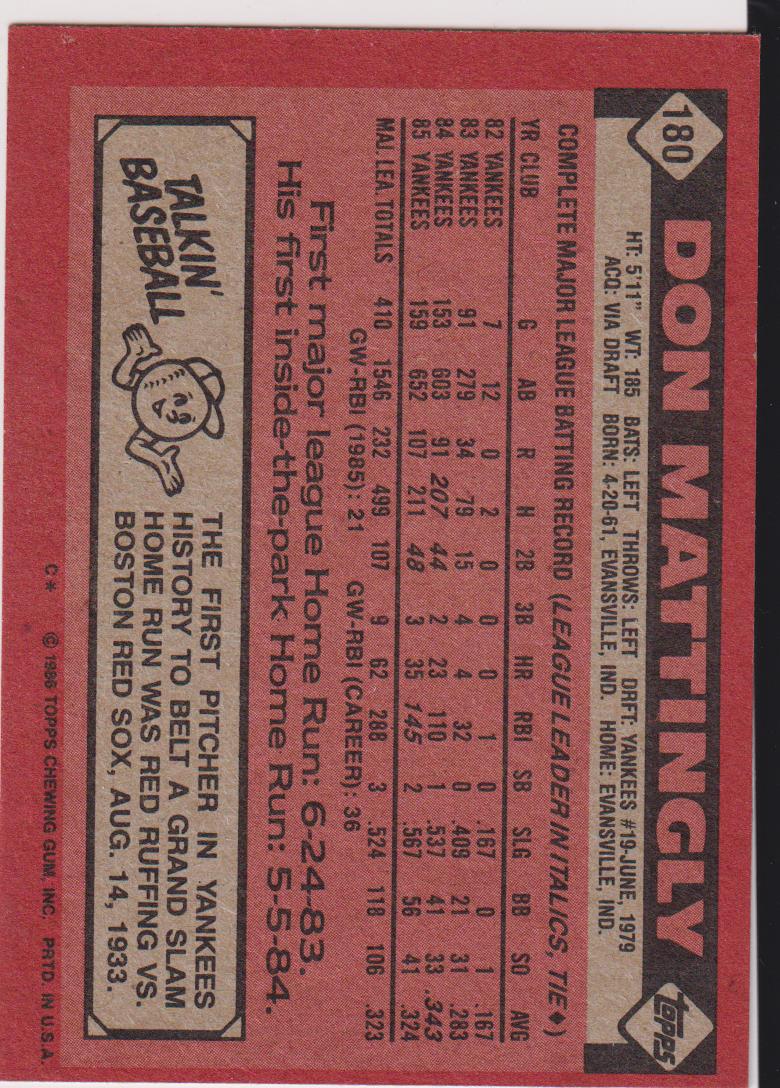 180 DON MATTINGLY topps
HT: 5'11" WT: 185 BATS: LEFT THROWS: LEFT DRFT: YANKEES #19-JUNE, 1979
ACQ: VIA DRAFT BORN: 4-20-61, EVANSVILLE, IND. HOME: EVANSVILLE, IND.
COMPLETE MAJOR LEAGUE BATTING RECORD (LEAGUE LEADER IN ITALICS, TIE♦)
YR CLUB G AB R H 2B 3B HR RBI SB SLG BB SO AVG
82 YANKEES 7 12 0 2 0 0 0 1 0 .167 0 1 .167
83 YANKEES 91 279 34 79 15 4 4 32 0 .409 21 31 .283
84 YANKEES 153 603 91 207 44 2 23 110 1 .537 41 33 .343
85 YANKEES 159 652 107 211 48 3 35 145 2 .567 56 41 .324
MAJ. LEA. TOTALS 410 1546 232 499 107 9 62 288 3 .524 118 106 .323
GW-RBI (1985): 21 GW-RBI (CAREER): 36
First major league Home Run: 6-24-83.
His first inside-the-park Home Run: 5-5-84.
TALKIN'
BASEBALL
THE FIRST PITCHER IN YANKEES
HISTORY TO BELT A GRAND SLAM
HOME RUN WAS RED RUFFING VS.
BOSTON RED SOX, AUG. 14, 1933.
C* © 1986 TOPPS CHEWING GUM, INC. PRTD. IN U.S.A.